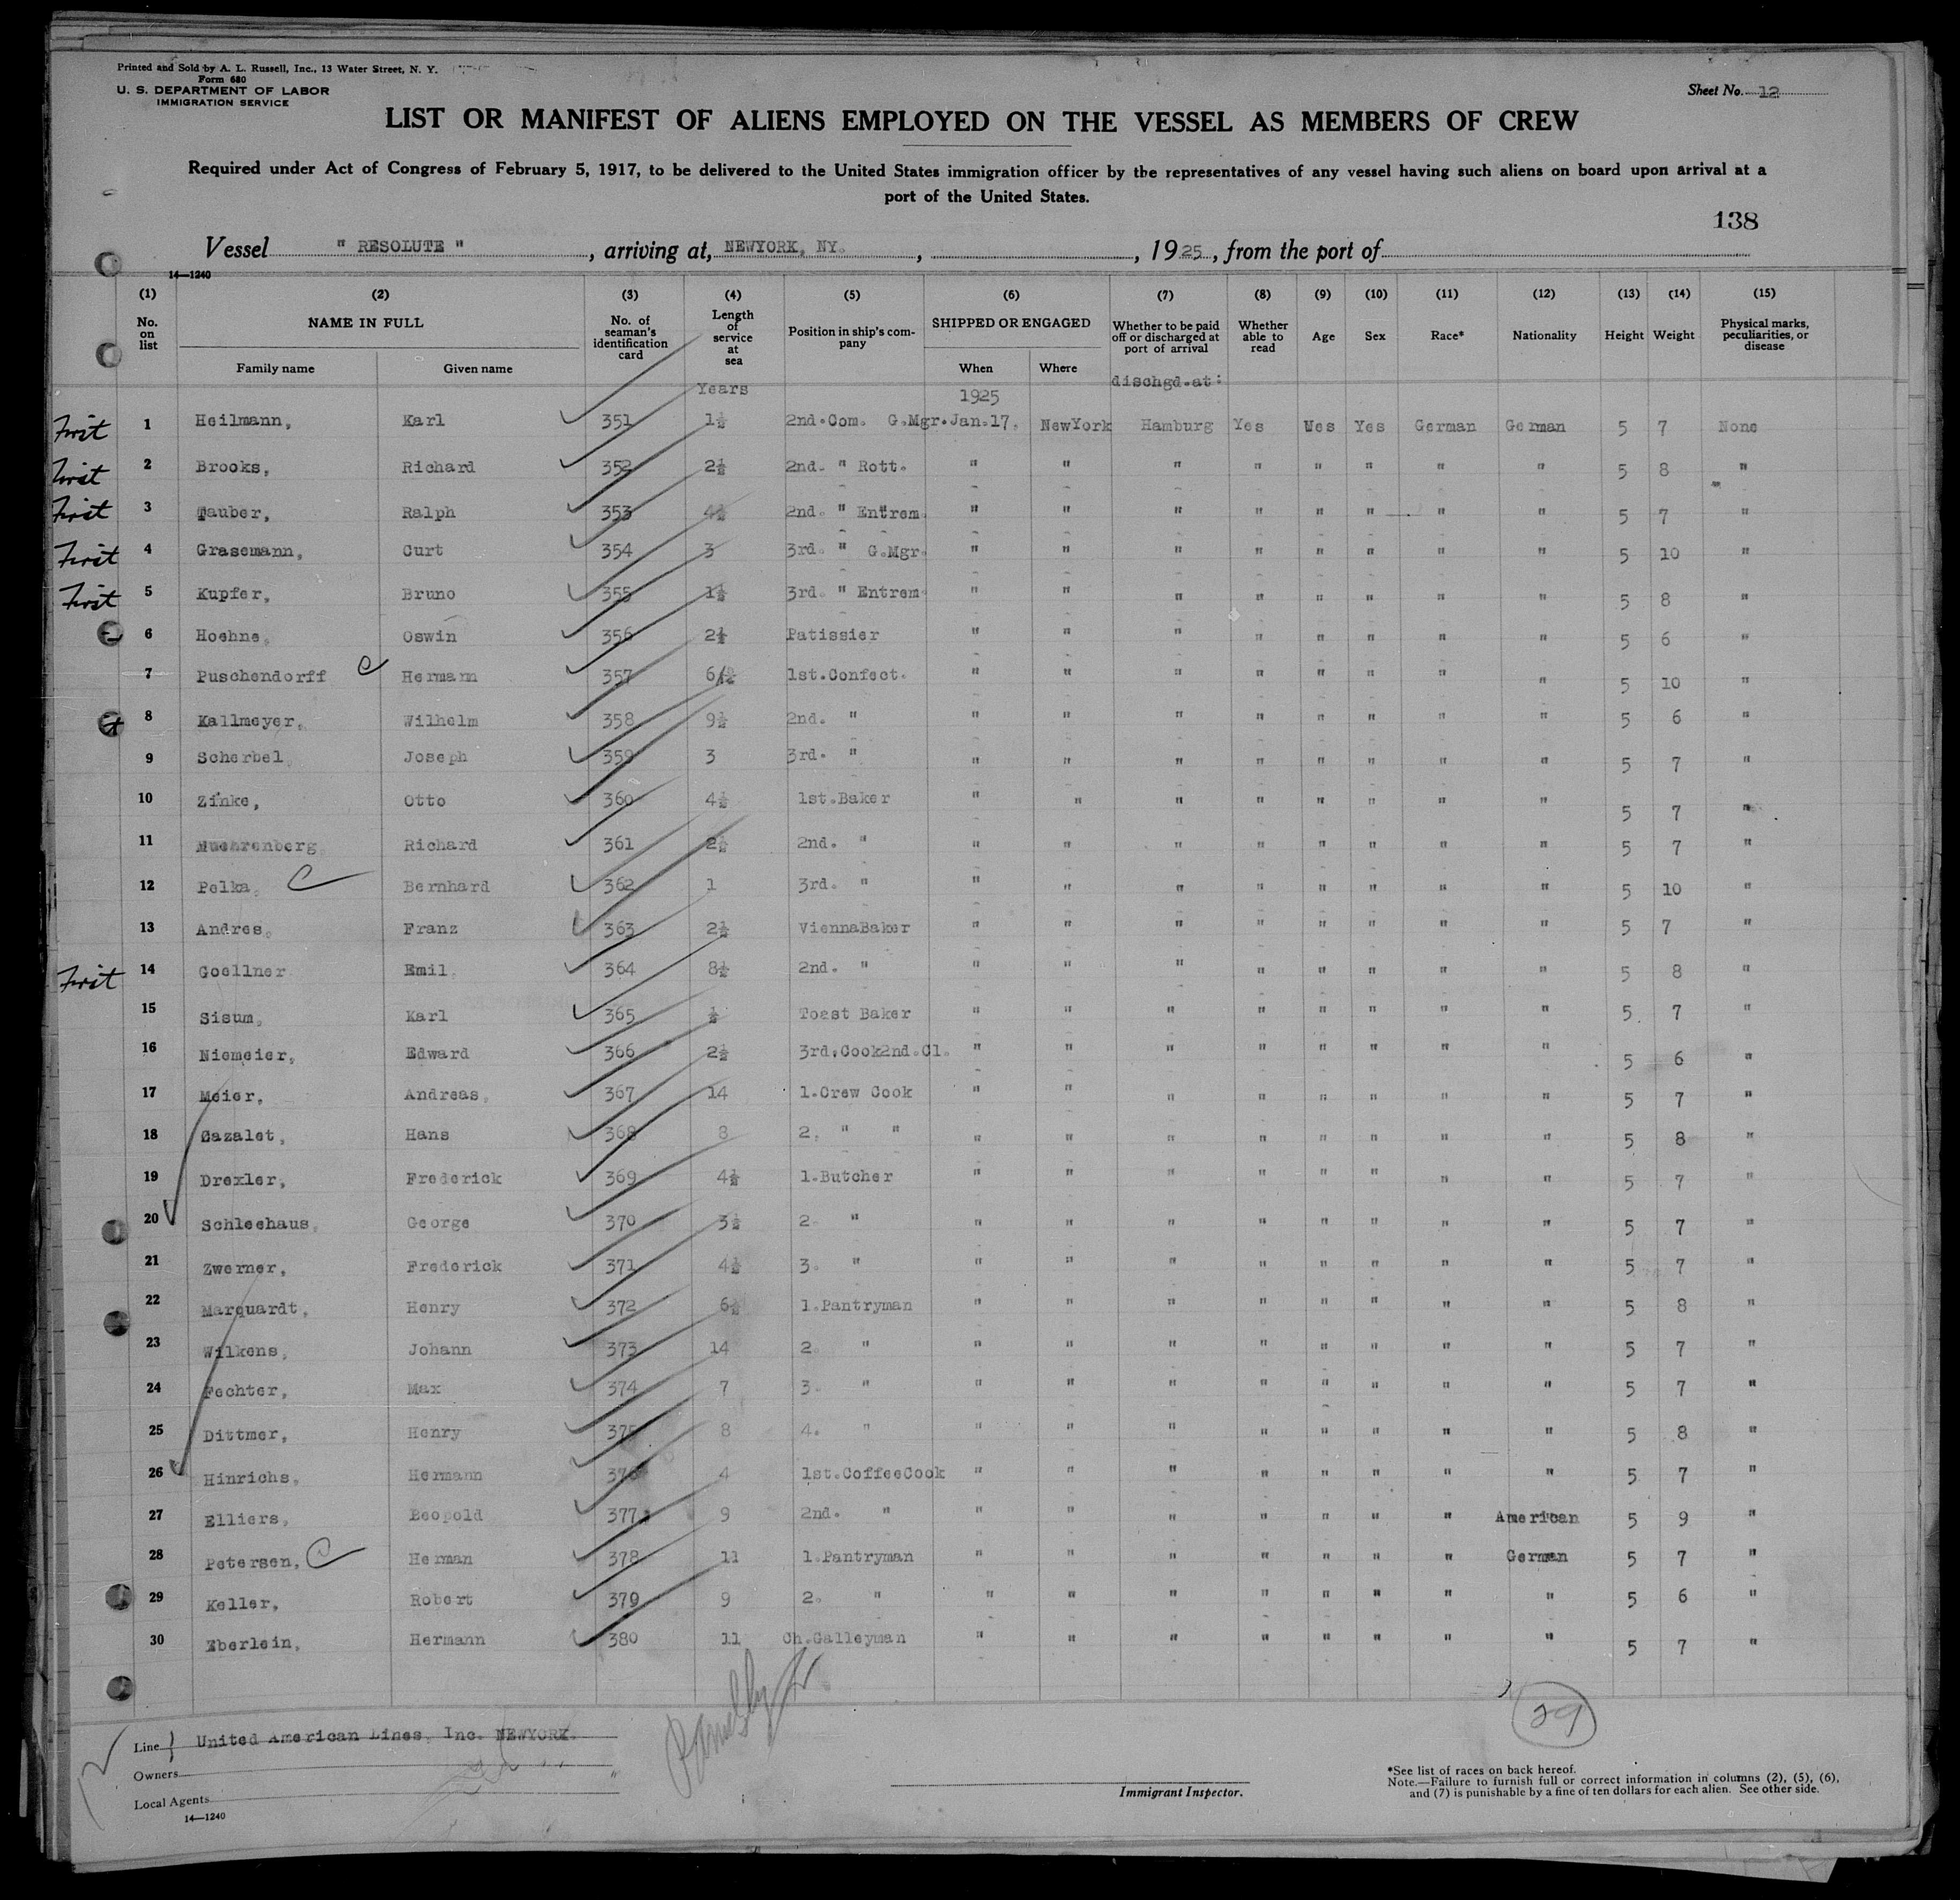 Printed and Sold by A. L. Russell, Inc., 13 Water Street, N. Y.
Form 680
U. S. DEPARTMENT OF LABOR
IMMIGRATION SERVICE
Sheet No. 12
LIST OR MANIFEST OF ALIENS EMPLOYED ON THE VESSEL AS MEMBERS OF CREW
Required under Act of Congress of February 5, 1917, to be delivered to the United States immigration officer by the representatives of any vessel having such aliens on board upon arrival at a
port of the United States.
138
Vessel " RESOLUTE " , arriving at, NEWYORK, NY. , , 1925, from the port of
14—1240
(1) (2) (3) (4) (5) (6) (7) (8) (9) (10) (11) (12) (13) (14) (15)
No. on list NAME IN FULL Family name Given name No. of seaman's identification card Length of service at sea Position in ship's company SHIPPED OR ENGAGED When Where Whether to be paid off or discharged at port of arrival Whether able to read Age Sex Race* Nationality Height Weight Physical marks, peculiarities, or disease
Years 1925 dischgd.at:
First 1 Heilmann, Karl 351 1½ 2nd.Com. G.Mgr. Jan.17. NewYork Hamburg Yes Ues Yes German German 5 7 None
First 2 Brooks, Richard 352 2½ 2nd. " Rott. " " " " " " " " 5 8 "
First 3 Tauber, Ralph 353 4½ 2nd. " Entrem. " " " " " " " " 5 7 "
First 4 Grasemann, Curt 354 3 3rd. " G.Mgr. " " " " " " " " 5 10 "
First 5 Kupfer, Bruno 355 1½ 3rd. " Entrem. " " " " " " " " 5 8 "
6 Hoehne, Oswin 356 2½ Patissier " " " " " " " " 5 6 "
7 Puschendorff C Hermann 357 6½ 1st.Confect. " " " " " " " " 5 10 "
8 Kallmeyer, Wilhelm 358 9½ 2nd. " " " " " " " " " 5 6 "
9 Scherbel, Joseph 359 3 3rd. " " " " " " " " " 5 7 "
10 Zinke, Otto 360 4½ 1st.Baker " " " " " " " " 5 7 "
11 Muehrenberg, Richard 361 2½ 2nd. " " " " " " " " " 5 7 "
12 Pelka, C Bernhard 362 1 3rd. " " " " " " " " " 5 10 "
13 Andres, Franz 363 2½ ViennaBaker " " " " " " " " 5 7 "
First 14 Goellner Emil, 364 8½ 2nd. " " " " " " " " " 5 8 "
15 Sisum, Karl 365 ½ Toast Baker " " " " " " " " 5 7 "
16 Niemeier, Edward 366 2½ 3rd.Cook2nd.Cl. " " " " " " " " 5 6 "
17 Meier, Andreas, 367 14 1.Crew Cook " " " " " " " " 5 7 "
18 Cazalet, Hans 368 8 2. " " " " " " " " " " 5 8 "
19 Drexler, Frederick 369 4½ 1.Butcher " " " " " " " " 5 7 "
20 Schleehaus, George 370 3½ 2 " " " " " " " " " 5 7 "
21 Zwerner, Frederick 371 4½ 3. " " " " " " " " " 5 7 "
22 Marquardt, Henry 372 6½ 1.Pantryman " " " " " " " " 5 8 "
23 Wilkens, Johann 373 14 2 " " " " " " " " " 5 7 "
24 Fechter, Max 374 7 3. " " " " " " " " " 5 7 "
25 Dittmer, Henry 375 8 4. " " " " " " " " " 5 8 "
26 Hinrichs, Hermann 376 4 1st.CoffeeCook " " " " " " " " 5 7 "
27 Elliers, Beopold 377 9 2nd. " " " " " " " " American 5 9 "
28 Petersen, C Herman 378 11 1.Pantryman " " " " " " " German 5 7 "
29 Keller, Robert 379 9 2. " " " " " " " " " 5 6 "
30 Eberlein, Hermann 380 11 Ch.Galleyman " " " " " " " " 5 7 "
29
Line } United American Lines, Inc. NEWYORK.
Owners "
Local Agents
14—1240
Immigrant Inspector.
*See list of races on back hereof.
Note.—Failure to furnish full or correct information in columns (2), (5), (6),
and (7) is punishable by a fine of ten dollars for each alien. See other side.